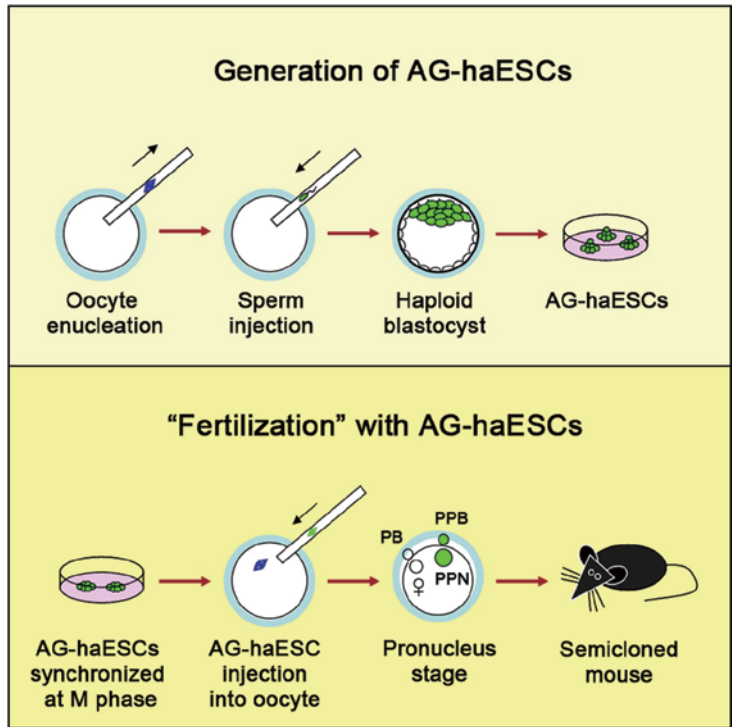 Generation of AG-haESCs
Oocyte
enucleation
Sperm
injection
Haploid
blastocyst
AG-haESCs
“Fertilization” with AG-haESCs
PPB
PB
PPN
♀
AG-haESCs
synchronized
at M phase
AG-haESC
injection
into oocyte
Pronucleus
stage
Semicloned
mouse